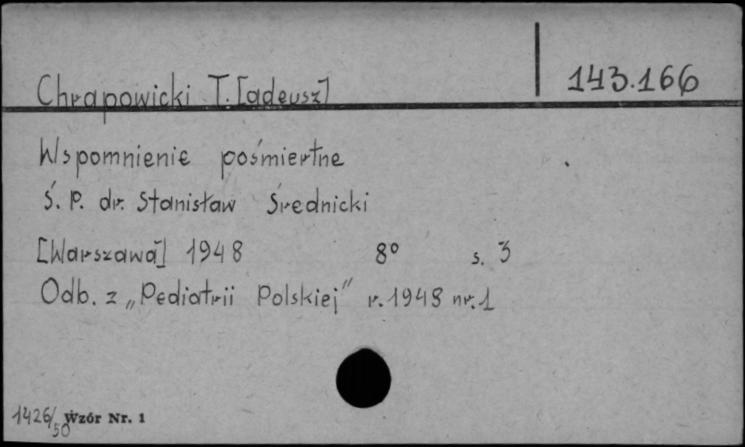 143.166
Chrapowicki T.[adeusz]
Wspomnienie pośmiertne
Ś.P. dr. Stanisław Średnicki
[Warszawa] 1948 8° s. 3
Odb. z „Pediatrii Polskiej" r.1948 nr.1
1426/50 Wzór Nr. 1